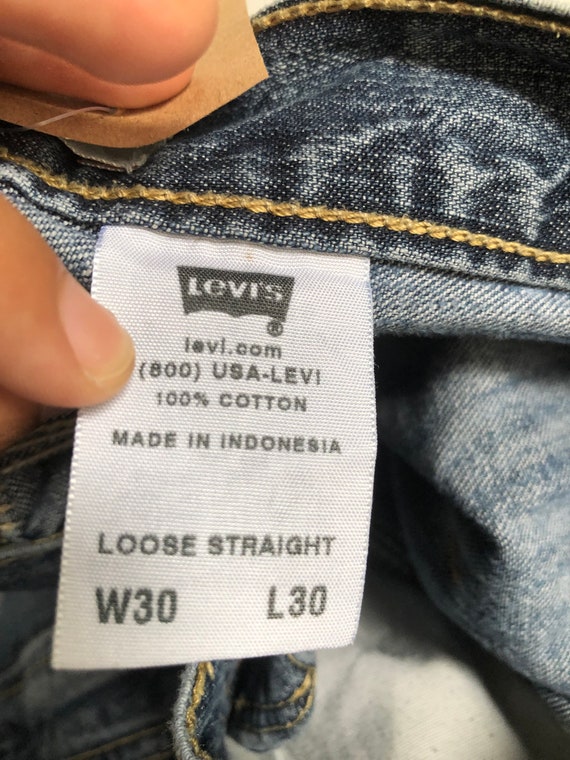 Levi's
®
levi.com
(800) USA-LEVI
100% COTTON
MADE IN INDONESIA
LOOSE STRAIGHT
W30 L30